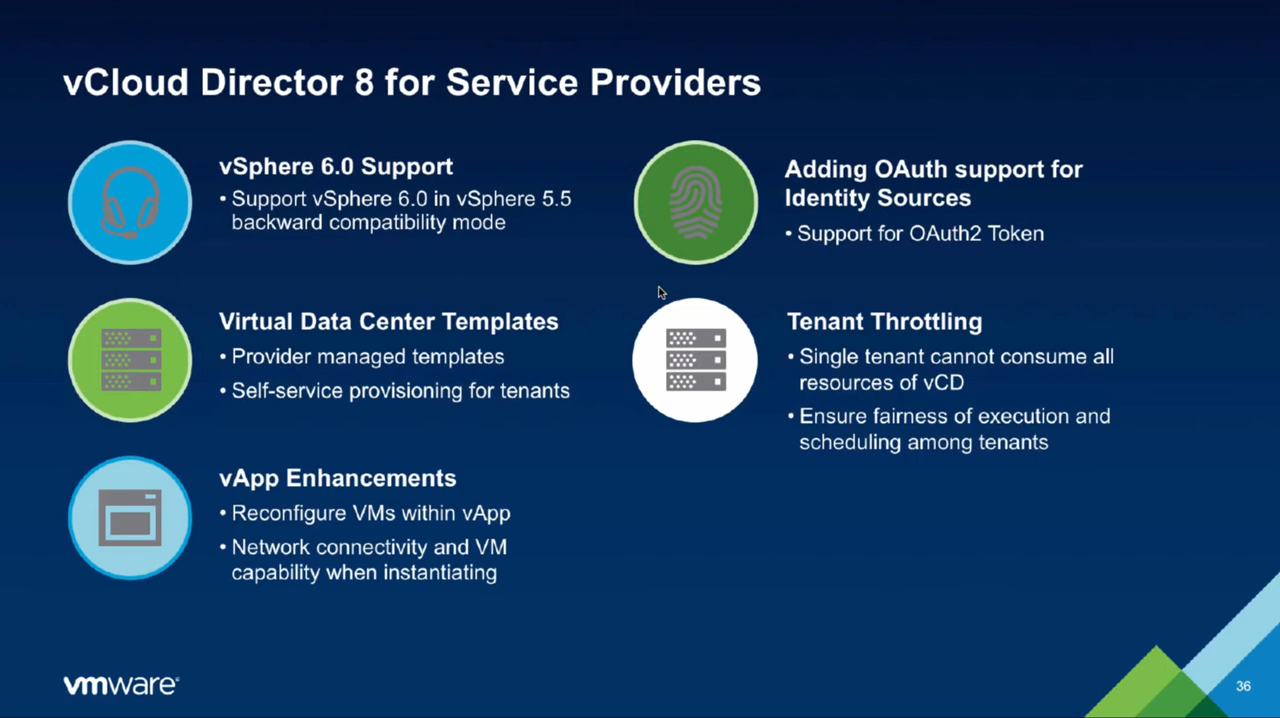 vCloud Director 8 for Service Providers
vSphere 6.0 Support
• Support vSphere 6.0 in vSphere 5.5
backward compatibility mode
Virtual Data Center Templates
• Provider managed templates
• Self-service provisioning for tenants
vApp Enhancements
• Reconfigure VMs within vApp
• Network connectivity and VM
capability when instantiating
Adding OAuth support for
Identity Sources
• Support for OAuth2 Token
Tenant Throttling
• Single tenant cannot consume all
resources of vCD
• Ensure fairness of execution and
scheduling among tenants
vmware
36